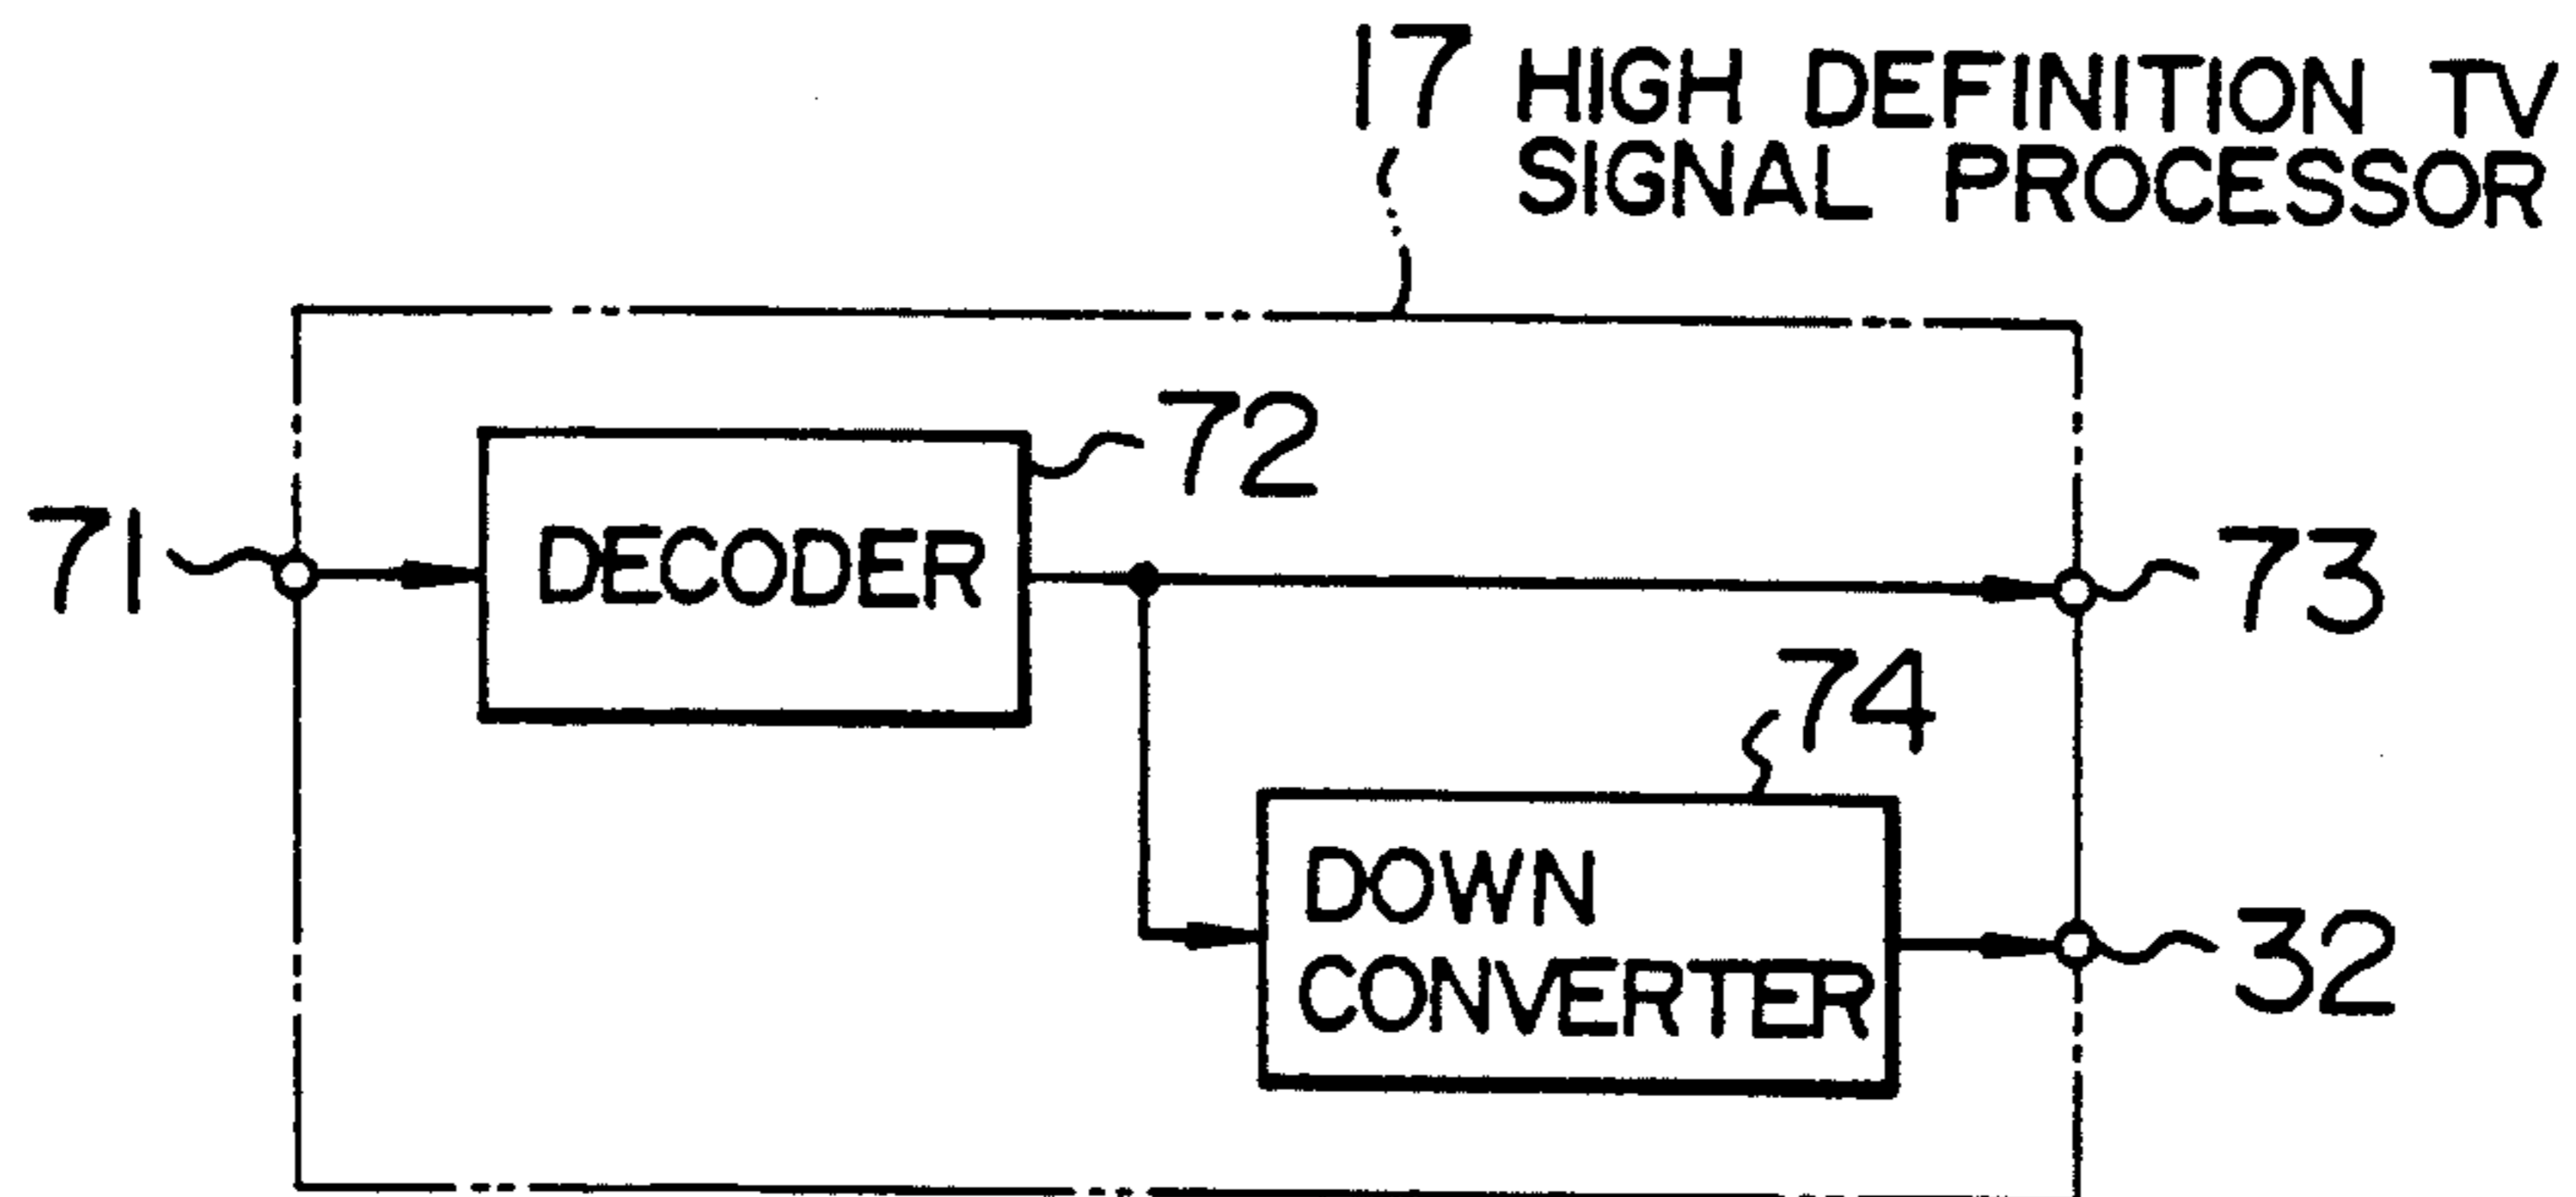 17 HIGH DEFINITION TV
SIGNAL PROCESSOR
72
71
DECODER
73
74
DOWN
CONVERTER
32